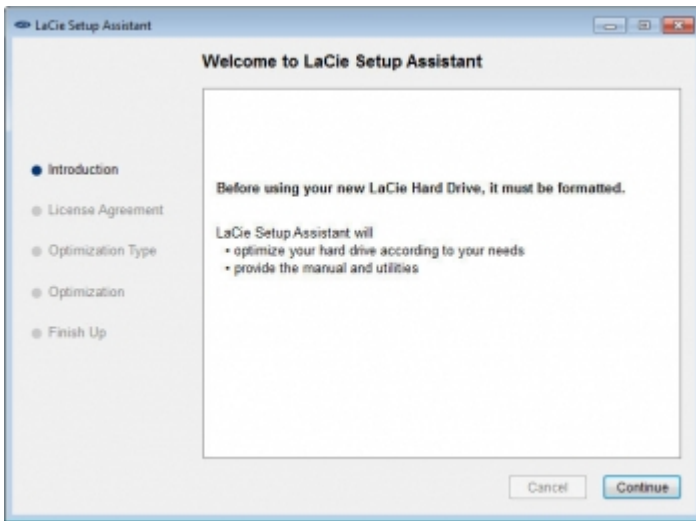 LaCie Setup Assistant
Welcome to LaCie Setup Assistant
Introduction
License Agreement
Optimization Type
Optimization
Finish Up
Before using your new LaCie Hard Drive, it must be formatted.
LaCie Setup Assistant will
• optimize your hard drive according to your needs
• provide the manual and utilities
Cancel
Continue